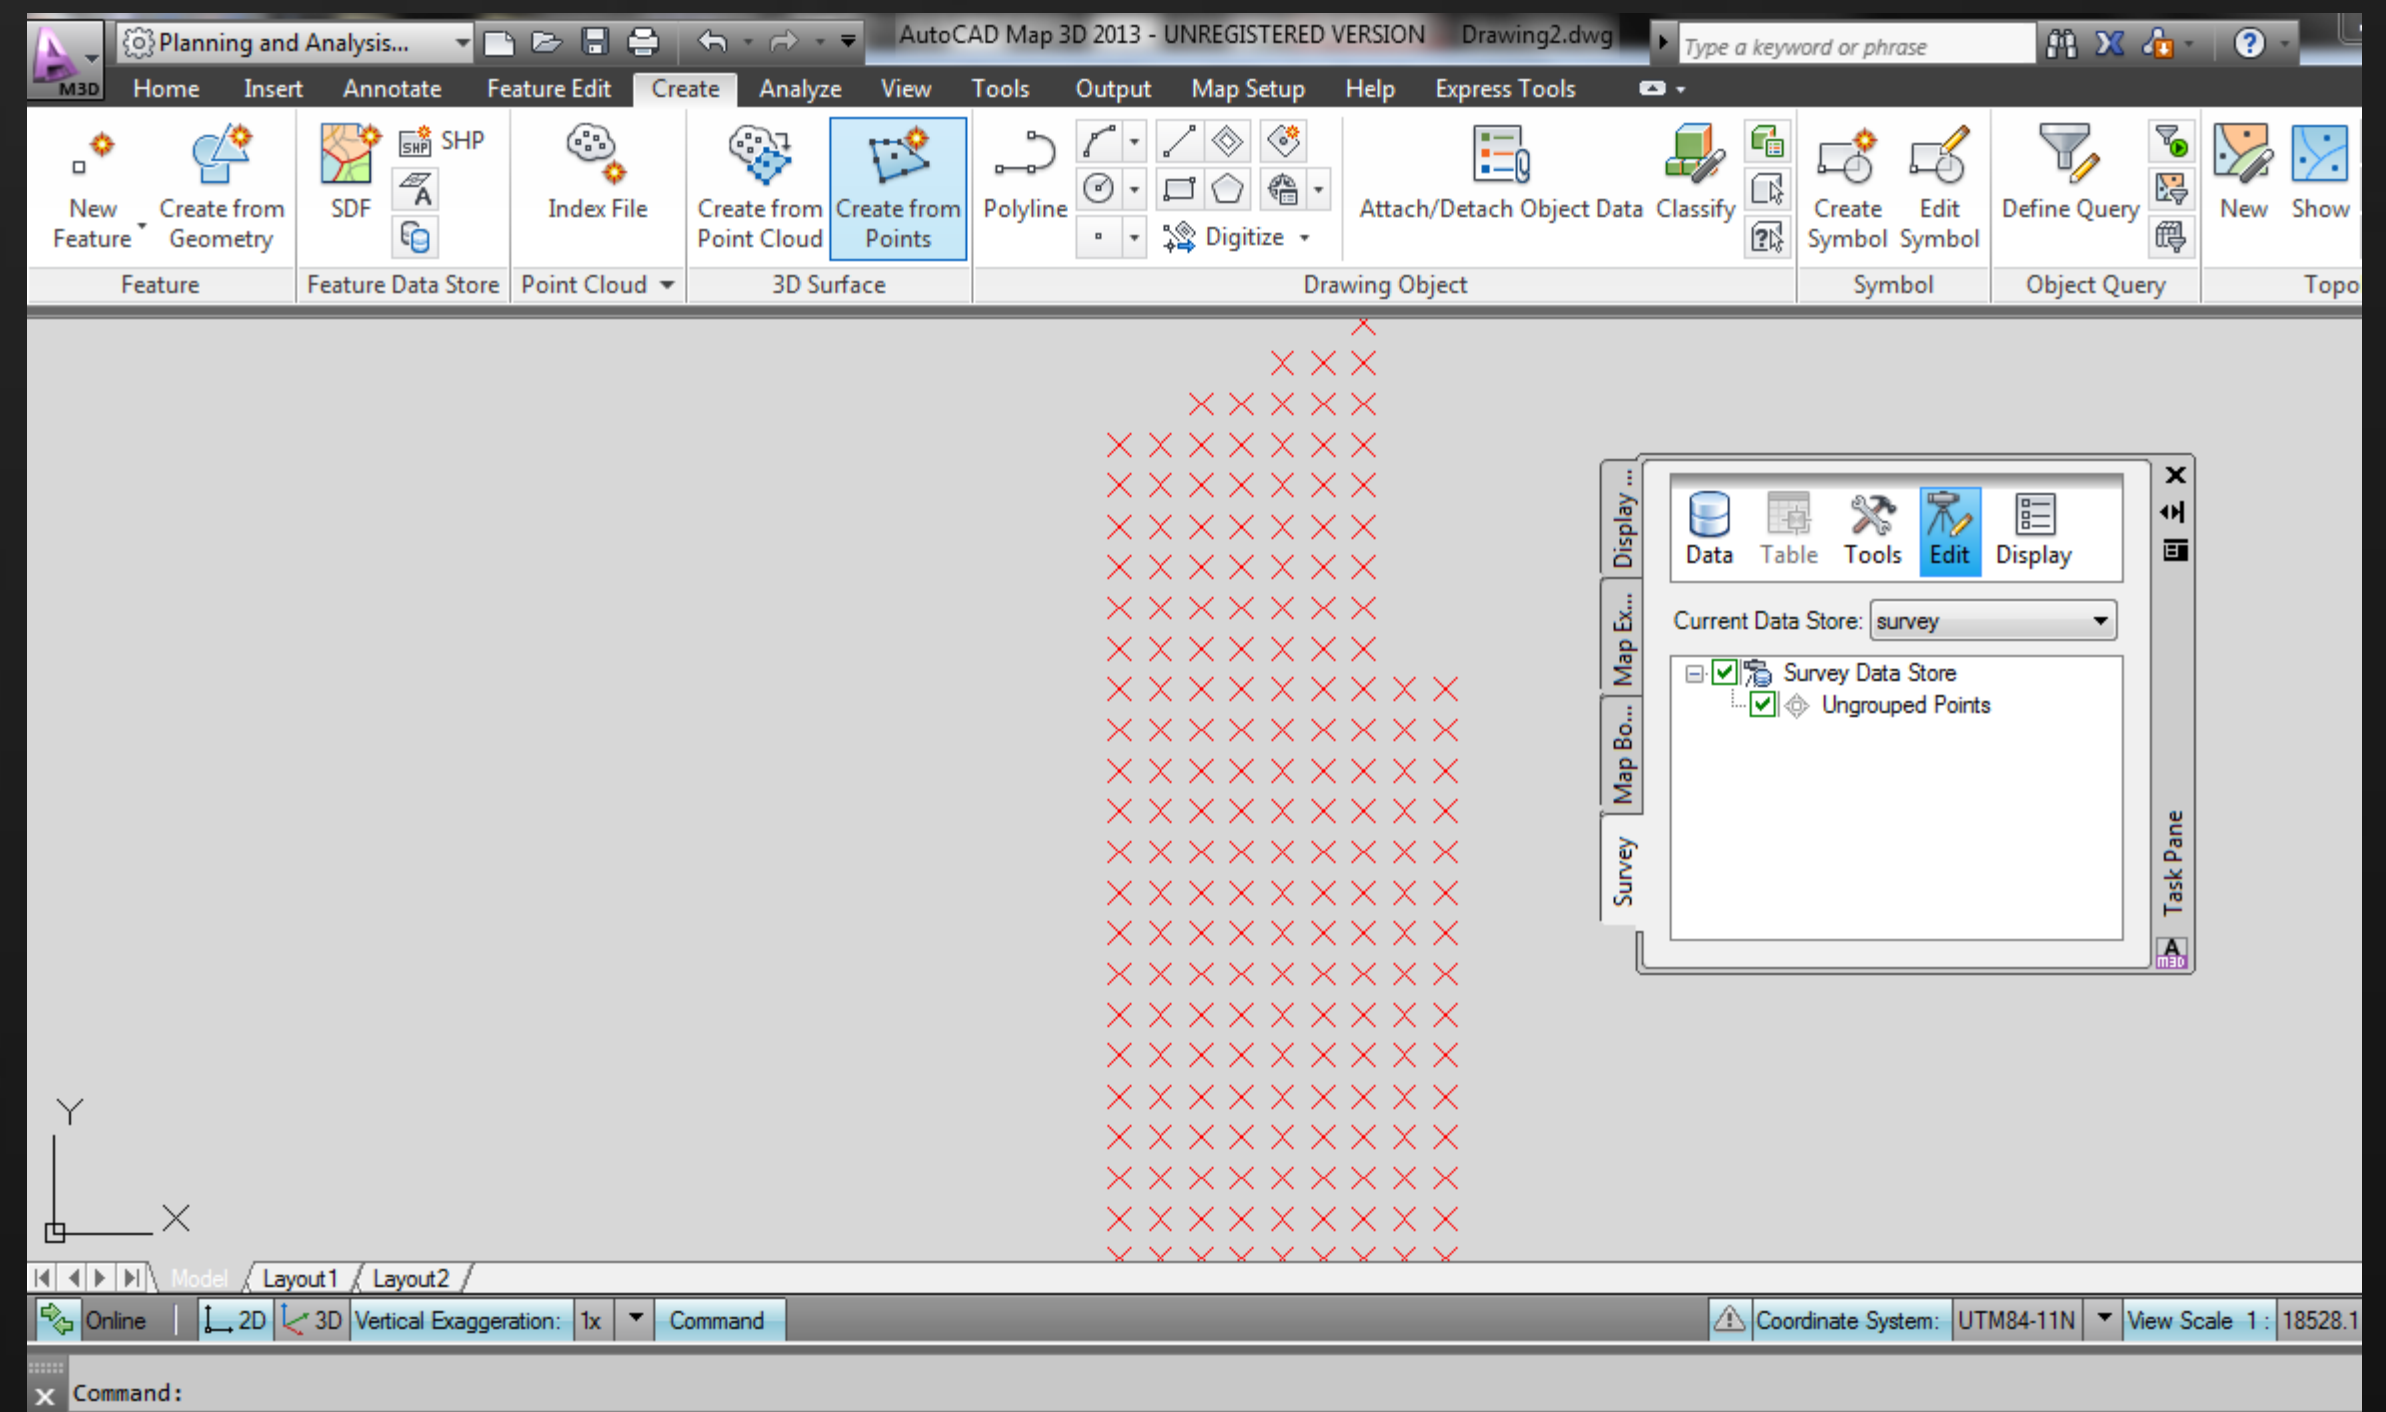 Planning and Analysis...
AutoCAD Map 3D 2013 - UNREGISTERED VERSION Drawing2.dwg
Type a keyword or phrase
M3D
Home Insert Annotate Feature Edit Create Analyze View Tools Output Map Setup Help Express Tools
New Feature
Create from Geometry
Feature
SDF
SHP
SHP
A
Feature Data Store
Index File
Point Cloud
Create from Point Cloud
Create from Points
3D Surface
Polyline
Digitize
Attach/Detach Object Data
Classify
Drawing Object
Create Symbol
Edit Symbol
Symbol
Define Query
Object Query
New
Show
Topo
Display ...
Map Ex...
Map Bo...
Survey
Data Table Tools Edit Display
Current Data Store: survey
Survey Data Store
Ungrouped Points
Task Pane
A
M3D
Y
X
Model Layout1 Layout2
Online 2D 3D Vertical Exaggeration: 1x Command
Coordinate System: UTM84-11N View Scale 1 : 18528.1
Command: